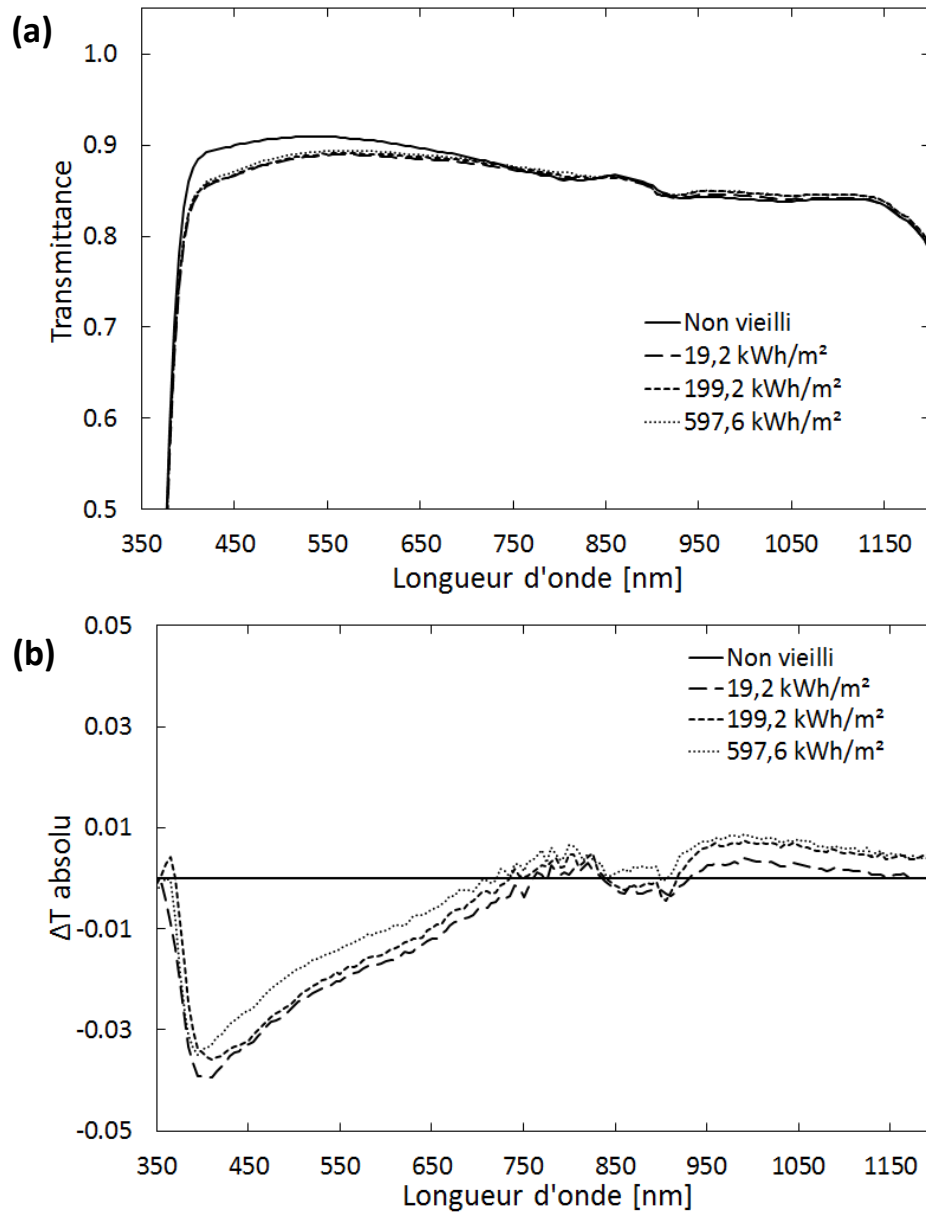 (a)
Transmittance
1.0
0.9
0.8
0.7
0.6
0.5
Non vieilli
19,2 kWh/m²
199,2 kWh/m²
597,6 kWh/m²
350 450 550 650 750 850 950 1050 1150
Longueur d'onde [nm]
(b)
ΔT absolu
0.05
0.03
0.01
-0.01
-0.03
-0.05
Non vieilli
19,2 kWh/m²
199,2 kWh/m²
597,6 kWh/m²
350 450 550 650 750 850 950 1050 1150
Longueur d'onde [nm]